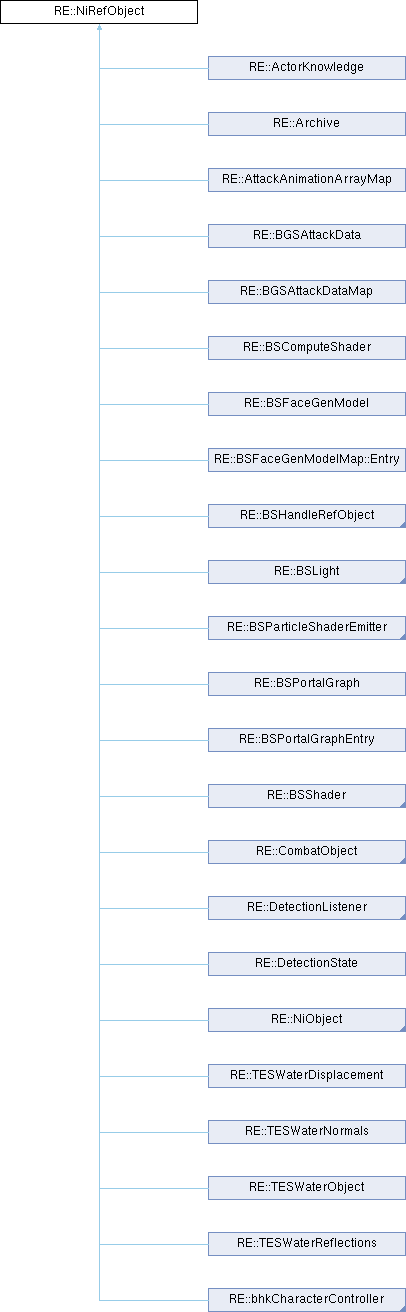 RE::NiRefObject
RE::ActorKnowledge
RE::Archive
RE::AttackAnimationArrayMap
RE::BGSAttackData
RE::BGSAttackDataMap
RE::BSComputeShader
RE::BSFaceGenModel
RE::BSFaceGenModelMap::Entry
RE::BSHandleRefObject
RE::BSLight
RE::BSParticleShaderEmitter
RE::BSPortalGraph
RE::BSPortalGraphEntry
RE::BSShader
RE::CombatObject
RE::DetectionListener
RE::DetectionState
RE::NiObject
RE::TESWaterDisplacement
RE::TESWaterNormals
RE::TESWaterObject
RE::TESWaterReflections
RE::bhkCharacterController